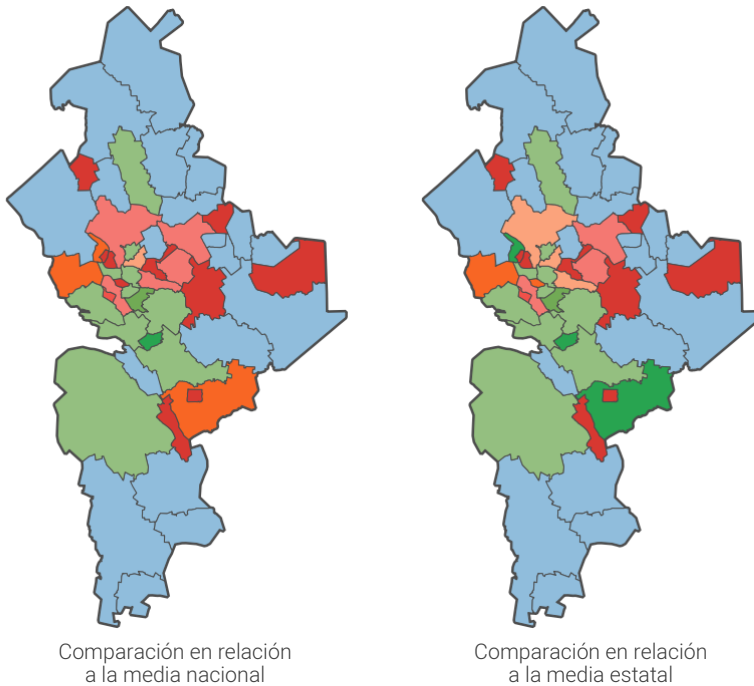 Comparación en relación
a la media nacional
Comparación en relación
a la media estatal